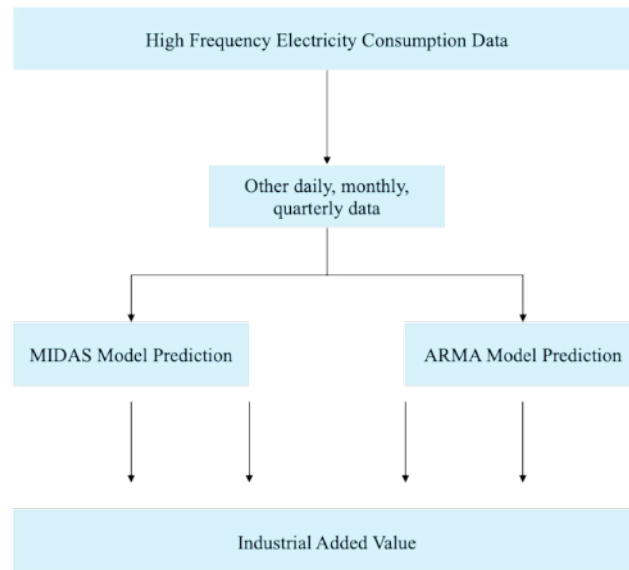 High Frequency Electricity Consumption Data
Other daily, monthly,
quarterly data
MIDAS Model Prediction
ARMA Model Prediction
Industrial Added Value